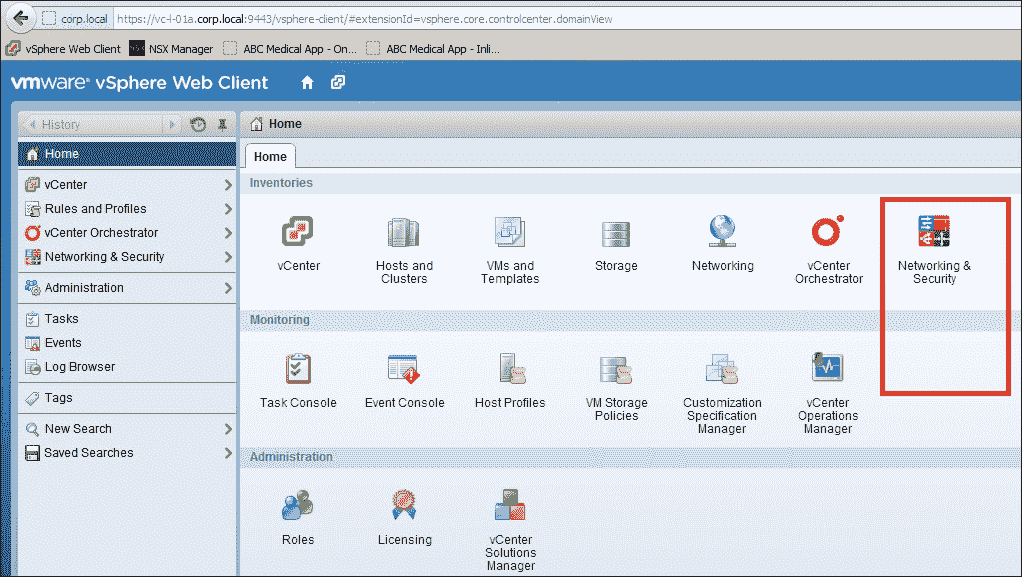 corp.local https://vc-l-01a.corp.local:9443/vsphere-client/#extensionId=vsphere.core.controlcenter.domainView
vSphere Web Client NSX Manager ABC Medical App - On... ABC Medical App - Inli...
vmware® vSphere Web Client
History
Home
vCenter
Rules and Profiles
vCenter Orchestrator
Networking & Security
Administration
Tasks
Events
Log Browser
Tags
New Search
Saved Searches
Home
Home
Inventories
vCenter
Hosts and
Clusters
VMs and
Templates
Storage
Networking
vCenter
Orchestrator
Networking &
Security
Monitoring
Task Console
Event Console
Host Profiles
VM Storage
Policies
Customization
Specification
Manager
vCenter
Operations
Manager
Administration
Roles
Licensing
vCenter
Solutions
Manager